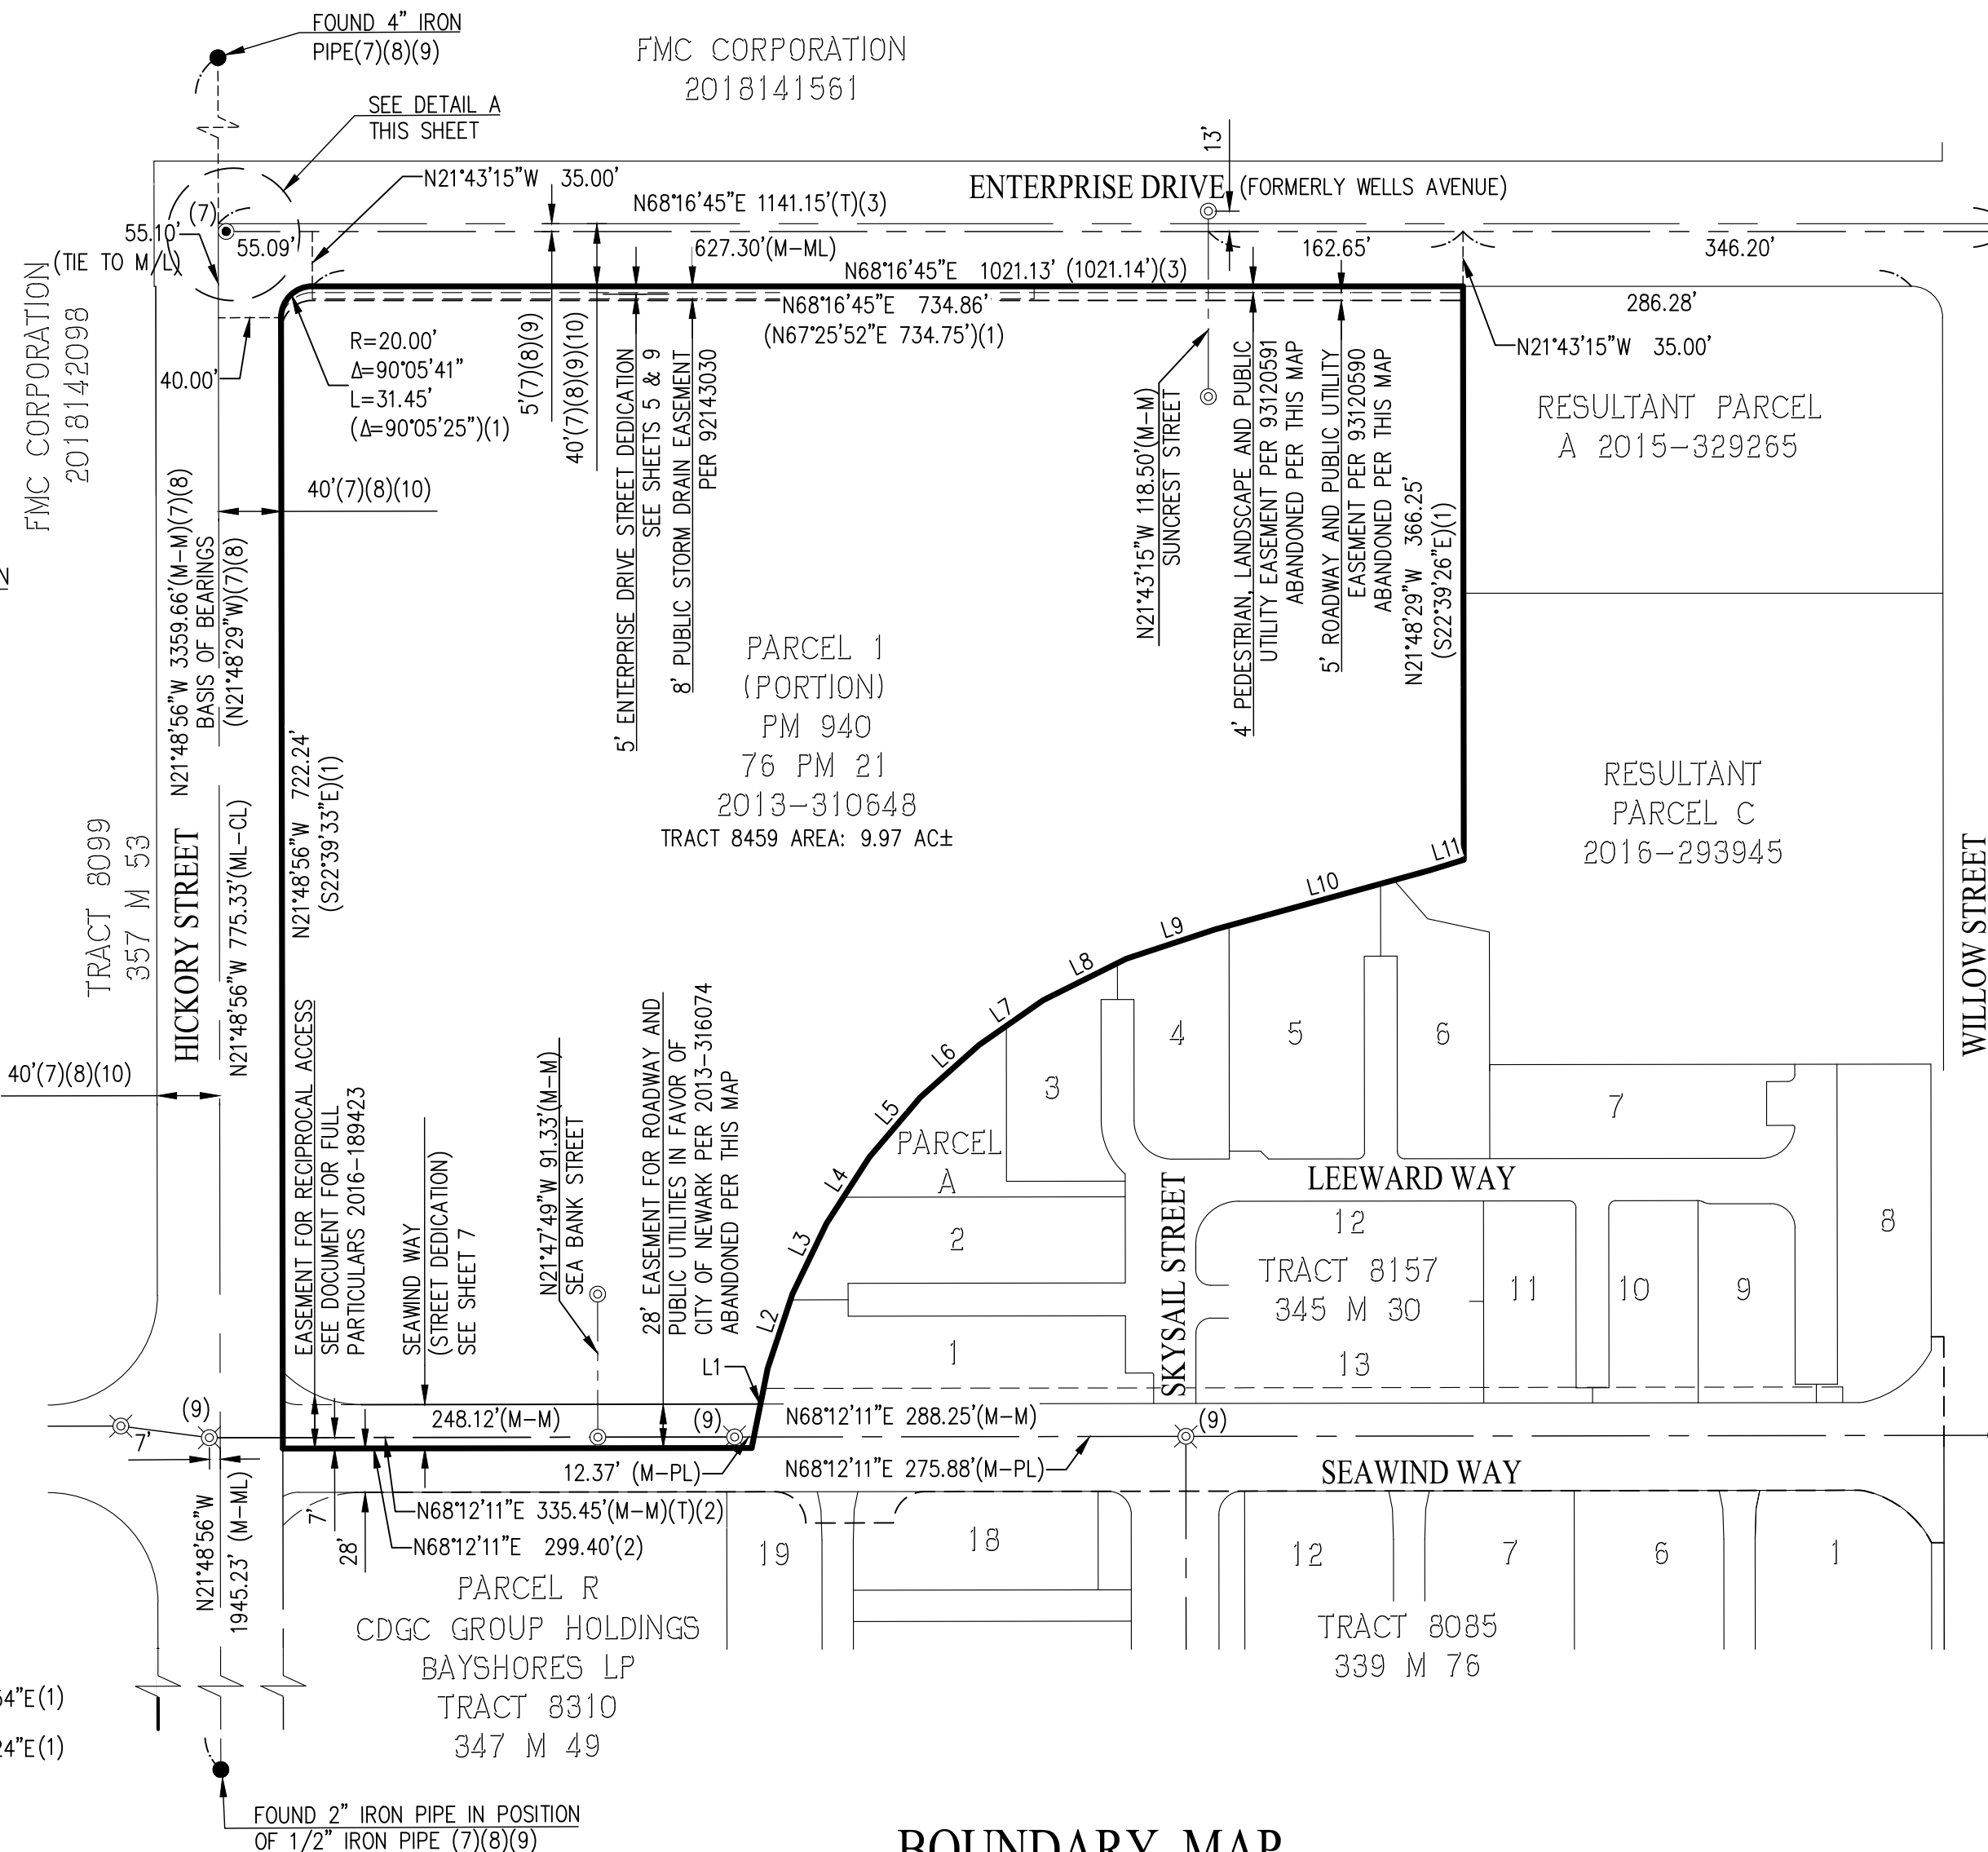 FOUND 4" IRON
PIPE(7)(8)(9)
FMC CORPORATION
2018141561
SEE DETAIL A
THIS SHEET
N21°43'15"W 35.00'
N68°16'45"E 1141.15'(T)(3)
ENTERPRISE DRIVE (FORMERLY WELLS AVENUE)
13'
(7)
55.10'
(TIE TO M/L)
55.09'
627.30'(M-ML)
162.65'
346.20'
N68°16'45"E 1021.13' (1021.14')(3)
N68°16'45"E 734.86'
(N67°25'52"E 734.75')(1)
286.28'
N21°43'15"W 35.00'
FMC CORPORATION
2018142098
40.00'
R=20.00'
Δ=90°05'41"
L=31.45'
(Δ=90°05'25")(1)
5'(7)(8)(9)
40'(7)(8)(9)(10)
5' ENTERPRISE DRIVE STREET DEDICATION
SEE SHEETS 5 & 9
8' PUBLIC STORM DRAIN EASEMENT
PER 92143030
N21°43'15"W 118.50'(M-M)
SUNCREST STREET
4' PEDESTRIAN, LANDSCAPE AND PUBLIC
UTILITY EASEMENT PER 93120591
ABANDONED PER THIS MAP
5' ROADWAY AND PUBLIC UTILITY
EASEMENT PER 93120590
ABANDONED PER THIS MAP
N21°48'29"W 366.25'
(S22°39'26"E)(1)
RESULTANT PARCEL
A 2015-329265
40'(7)(8)(10)
N21°48'56"W 3359.66'(M-M)(7)(8)
BASIS OF BEARINGS
(N21°48'29"W)(7)(8)
N
PARCEL 1
(PORTION)
PM 940
76 PM 21
2013-310648
TRACT 8459 AREA: 9.97 AC±
N21°48'56"W 722.24'
(S22°39'33"E)(1)
RESULTANT
PARCEL C
2016-293945
TRACT 8099
357 M 53
HICKORY STREET
N21°48'56"W 775.33'(ML-CL)
WILLOW STREET
L11
L10
L9
L8
L7
L6
L5
L4
L3
L2
L1
40'(7)(8)(10)
EASEMENT FOR RECIPROCAL ACCESS
SEE DOCUMENT FOR FULL
PARTICULARS 2016-189423
SEAWIND WAY
(STREET DEDICATION)
SEE SHEET 7
N21°47'49"W 91.33'(M-M)
SEA BANK STREET
28' EASEMENT FOR ROADWAY AND
PUBLIC UTILITIES IN FAVOR OF
CITY OF NEWARK PER 2013-316074
ABANDONED PER THIS MAP
3
4
5
6
7
PARCEL
A
2
1
LEEWARD WAY
SKYSAIL STREET
12
TRACT 8157
345 M 30
13
11
10
9
8
(9)
7'
248.12'(M-M)
(9)
N68°12'11"E 288.25'(M-M)
(9)
12.37' (M-PL)
N68°12'11"E 275.88'(M-PL)
SEAWIND WAY
N21°48'56"W
1945.23' (M-ML)
7'
28'
N68°12'11"E 335.45'(M-M)(T)(2)
N68°12'11"E 299.40'(2)
PARCEL R
CDGC GROUP HOLDINGS
BAYSHORES LP
TRACT 8310
347 M 49
19
18
12
7
6
1
TRACT 8085
339 M 76
4"E(1)
24"E(1)
FOUND 2" IRON PIPE IN POSITION
OF 1/2" IRON PIPE (7)(8)(9)
BOUNDARY MAP